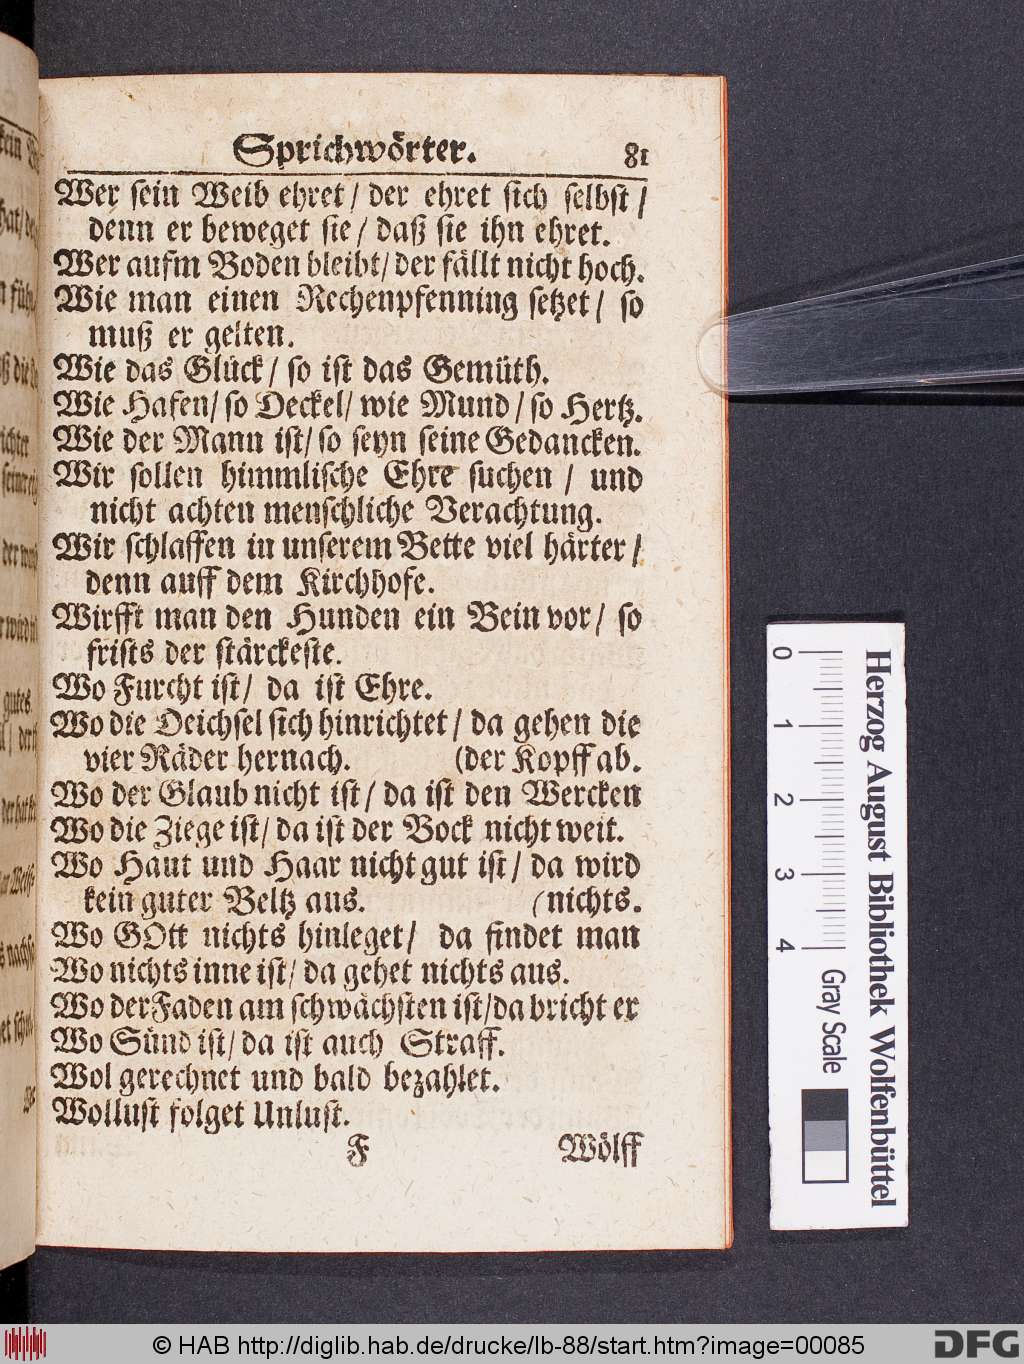 Sprichwörter. 81
Wer sein Weib ehret / der ehret sich selbst /
denn er beweget sie / daß sie ihn ehret.
Wer aufm Boden bleibt / der fällt nicht hoch.
Wie man einen Rechenpfenning setzet / so
muß er gelten.
Wie das Glück / so ist das Gemüth.
Wie Hafen / so Deckel / wie Mund / so Hertz.
Wie der Mann ist / so seyn seine Gedancken.
Wir sollen himmlische Ehre suchen / und
nicht achten menschliche Verachtung.
Wir schlaffen in unserem Bette viel härter /
denn auff dem Kirchhofe.
Wirfft man den Hunden ein Bein vor / so
frists der stärckeste.
Wo Furcht ist / da ist Ehre.
Wo die Deichsel sich hinrichtet / da gehen die
vier Räder hernach. (der Kopff ab.
Wo der Glaub nicht ist / da ist den Wercken
Wo die Ziege ist / da ist der Bock nicht weit.
Wo Haut und Haar nicht gut ist / da wird
kein guter Beltz aus. (nichts.
Wo GOtt nichts hinleget / da findet man
Wo nichts inne ist / da gehet nichts aus.
Wo der Faden am schwächsten ist / da bricht er
Wo Sünd ist / da ist auch Straff.
Wol gerechnet und bald bezahlet.
Wollust folget Unlust.
F Wölff
0 1 2 3 4 Gray Scale
Herzog August Bibliothek Wolfenbüttel
© HAB http://diglib.hab.de/drucke/lb-88/start.htm?image=00085 DFG